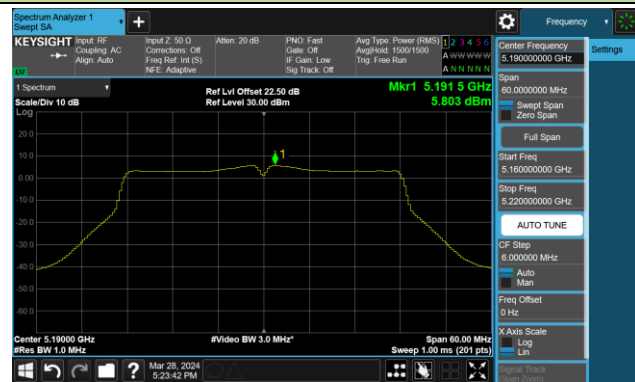 Spectrum Analyzer 1
Swept SA
+
Frequency
KEYSIGHT
Input: RF
Coupling: AC
Align: Auto
Input Z: 50 Ω
Corrections: Off
Freq Ref: Int (S)
NFE: Adaptive
Atten: 20 dB
PNO: Fast
Gate: Off
IF Gain: Low
Sig Track: Off
Avg Type: Power (RMS)
Avg|Hold: 1500/1500
Trig: Free Run
1 2 3 4 5 6
A W W W W W
A N N N N N
LW
Center Frequency
5.190000000 GHz
Settings
Span
60.0000000 MHz
Swept Span
Zero Span
Full Span
Start Freq
5.160000000 GHz
Stop Freq
5.220000000 GHz
AUTO TUNE
CF Step
6.000000 MHz
Auto
Man
Freq Offset
0 Hz
X Axis Scale
Log
Lin
Signal Track
(Span Zoom)
1 Spectrum
Scale/Div 10 dB
Ref Lvl Offset 22.50 dB
Ref Level 30.00 dBm
Mkr1 5.191 5 GHz
5.803 dBm
Log
20.0
10.0
0.00
-10.0
-20.0
-30.0
-40.0
-50.0
-60.0
1
Center 5.19000 GHz
#Res BW 1.0 MHz
#Video BW 3.0 MHz*
Span 60.00 MHz
Sweep 1.00 ms (201 pts)
?
Mar 28, 2024
5:23:42 PM